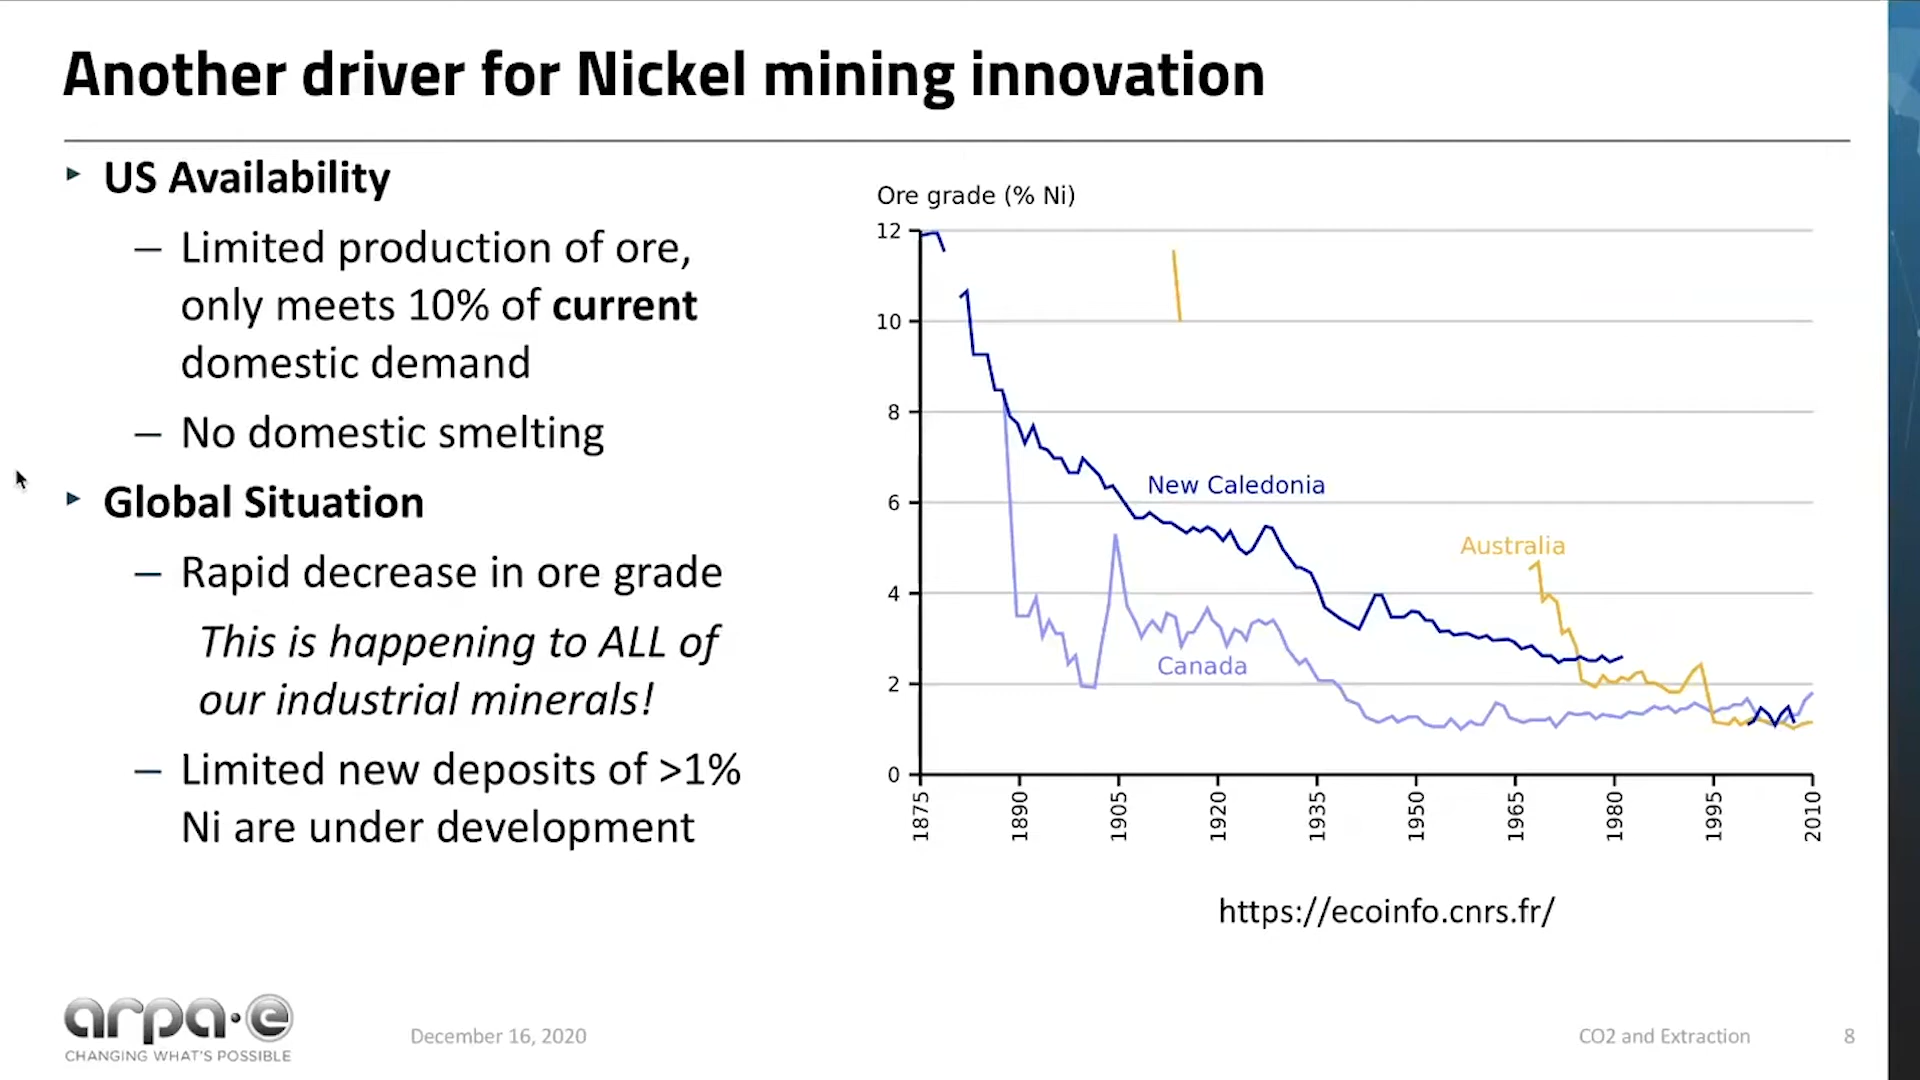 Another driver for Nickel mining innovation
US Availability
– Limited production of ore,
only meets 10% of current
domestic demand
– No domestic smelting
Global Situation
– Rapid decrease in ore grade
This is happening to ALL of
our industrial minerals!
– Limited new deposits of >1%
Ni are under development
Ore grade (% Ni)
12
10
8
6
4
2
0
New Caledonia
Australia
Canada
1875
1890
1905
1920
1935
1950
1965
1980
1995
2010
https://ecoinfo.cnrs.fr/
arpa·e
CHANGING WHAT'S POSSIBLE
December 16, 2020
CO2 and Extraction
8